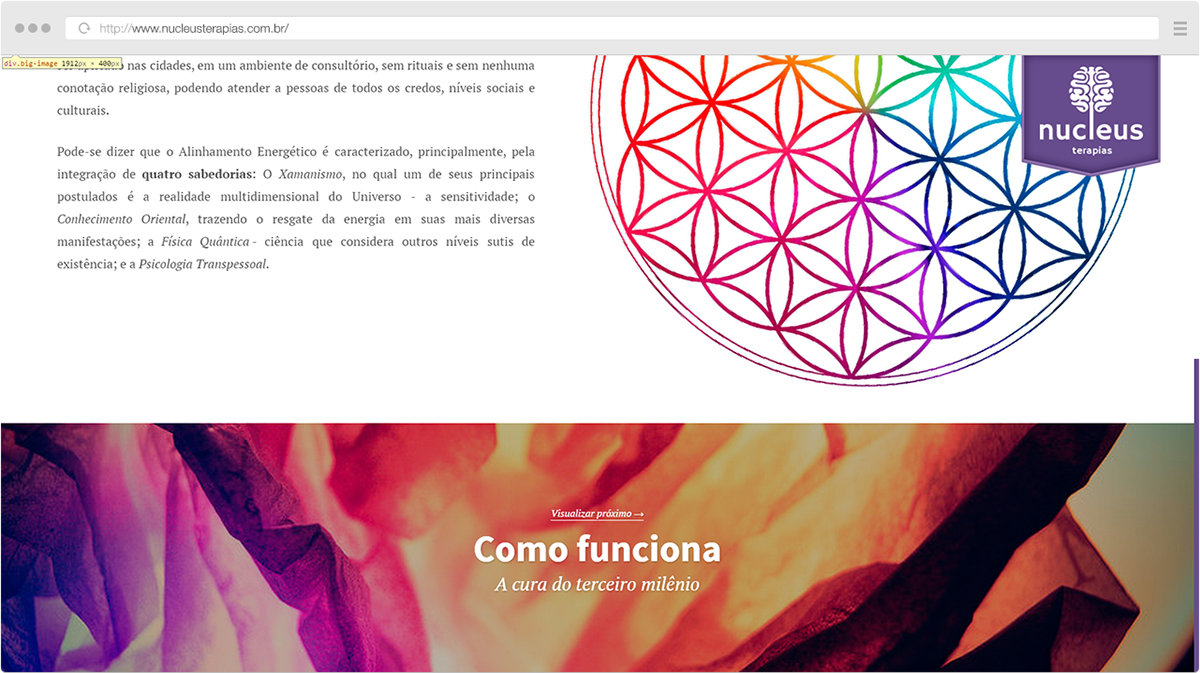 http://www.nucleusterapias.com.br/
div.big-image 1912px × 400px
nas cidades, em um ambiente de consultório, sem rituais e sem nenhuma
conotação religiosa, podendo atender a pessoas de todos os credos, níveis sociais e
culturais.
Pode-se dizer que o Alinhamento Energético é caracterizado, principalmente, pela
integração de quatro sabedorias: O Xamanismo, no qual um de seus principais
postulados é a realidade multidimensional do Universo - a sensitividade; o
Conhecimento Oriental, trazendo o resgate da energia em suas mais diversas
manifestações; a Física Quântica - ciência que considera outros níveis sutis de
existência; e a Psicologia Transpessoal.
nucleus
terapias
Visualizar próximo →
Como funciona
A cura do terceiro milênio